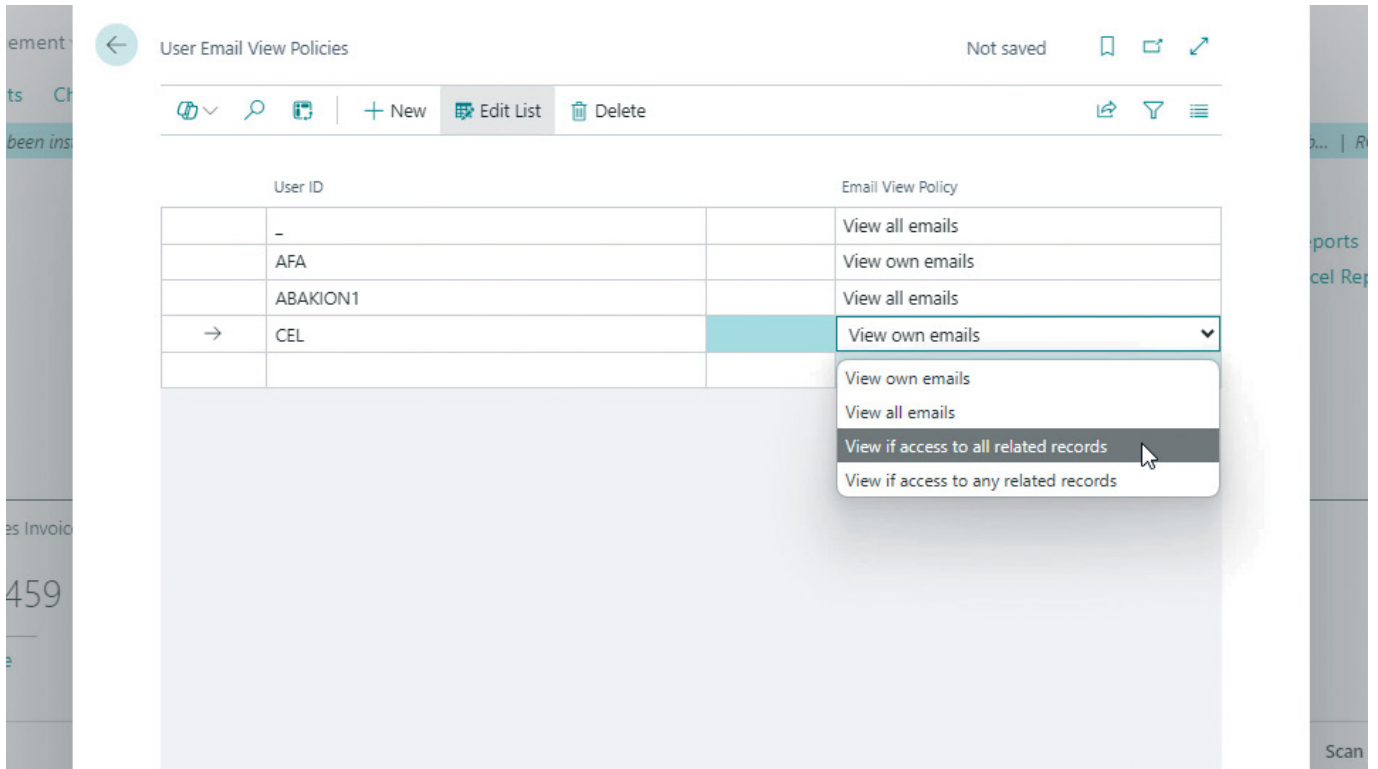 ement
User Email View Policies
Not saved
ts Ch
New
Edit List
Delete
been inst
... | R
User ID
Email View Policy
_
View all emails
AFA
View own emails
ABAKION1
View all emails
CEL
View own emails
View own emails
View all emails
View if access to all related records
View if access to any related records
ports
cel Rep
es Invoic
459
e
Scan